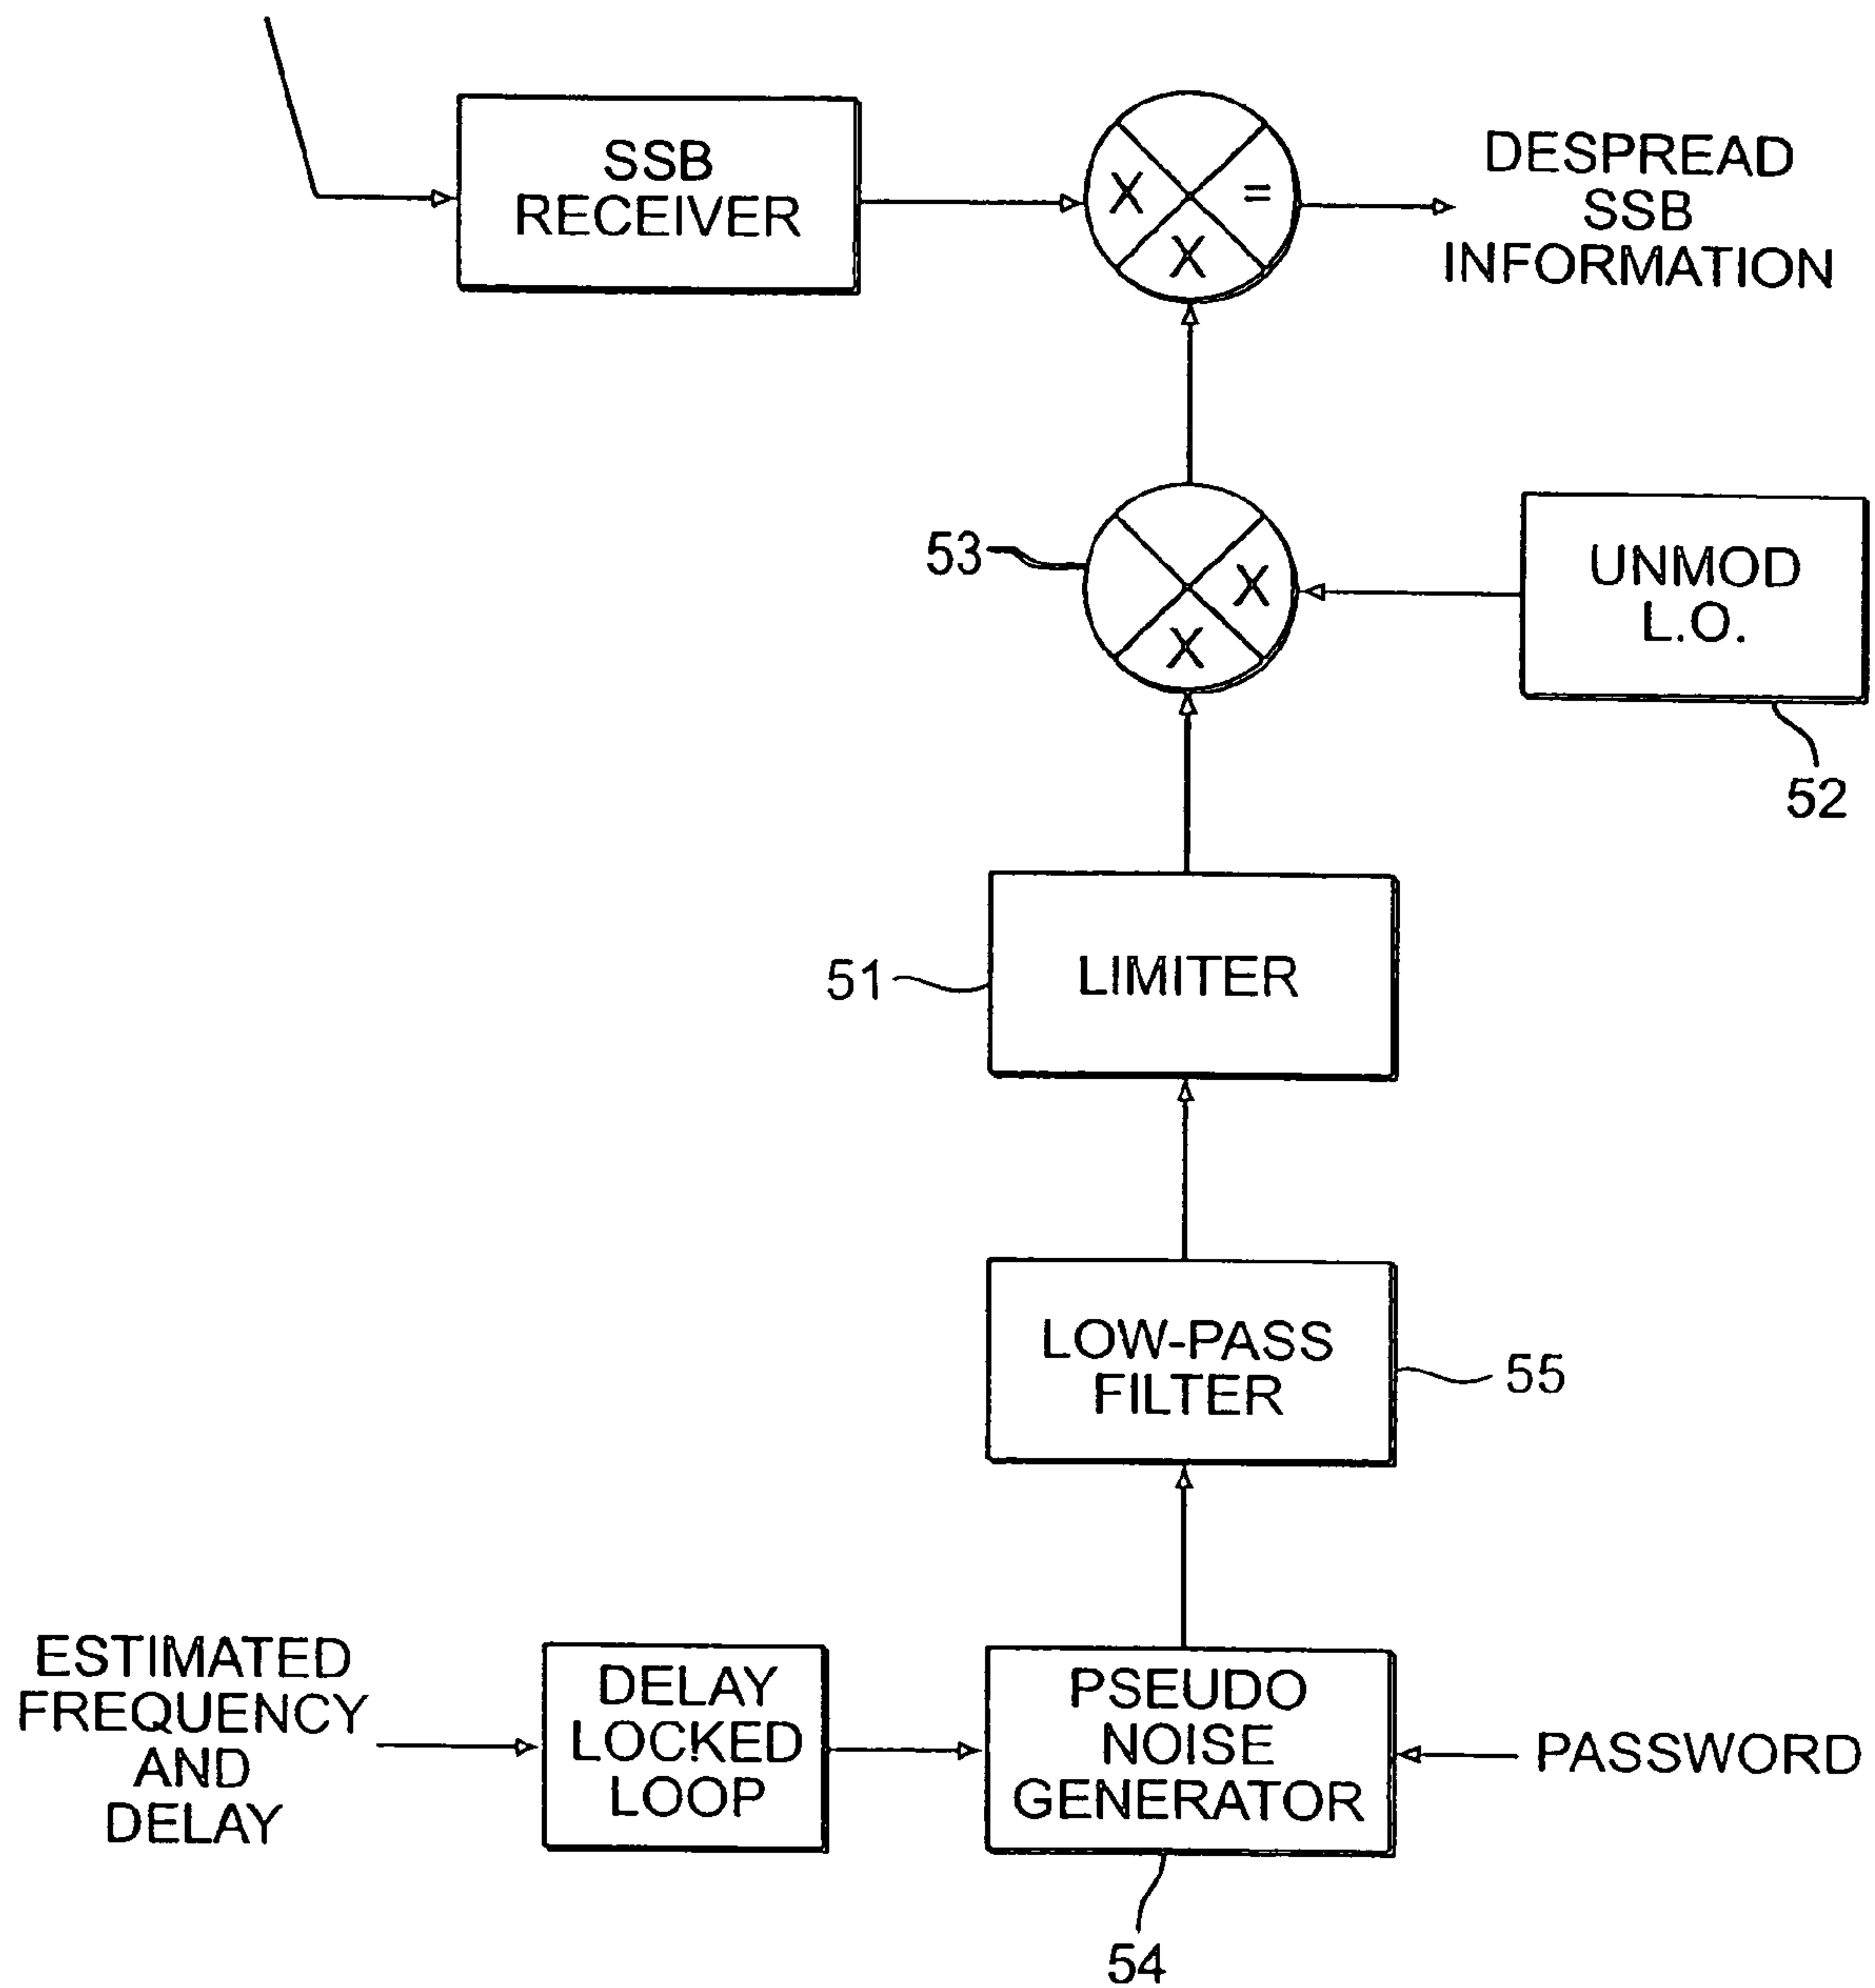 SSB
RECEIVER
X
=
X
DESPREAD
SSB
INFORMATION
53
X
X
UNMOD
L.O.
52
51
LIMITER
LOW-PASS
FILTER
55
ESTIMATED
FREQUENCY
AND
DELAY
DELAY
LOCKED
LOOP
PSEUDO
NOISE
GENERATOR
PASSWORD
54